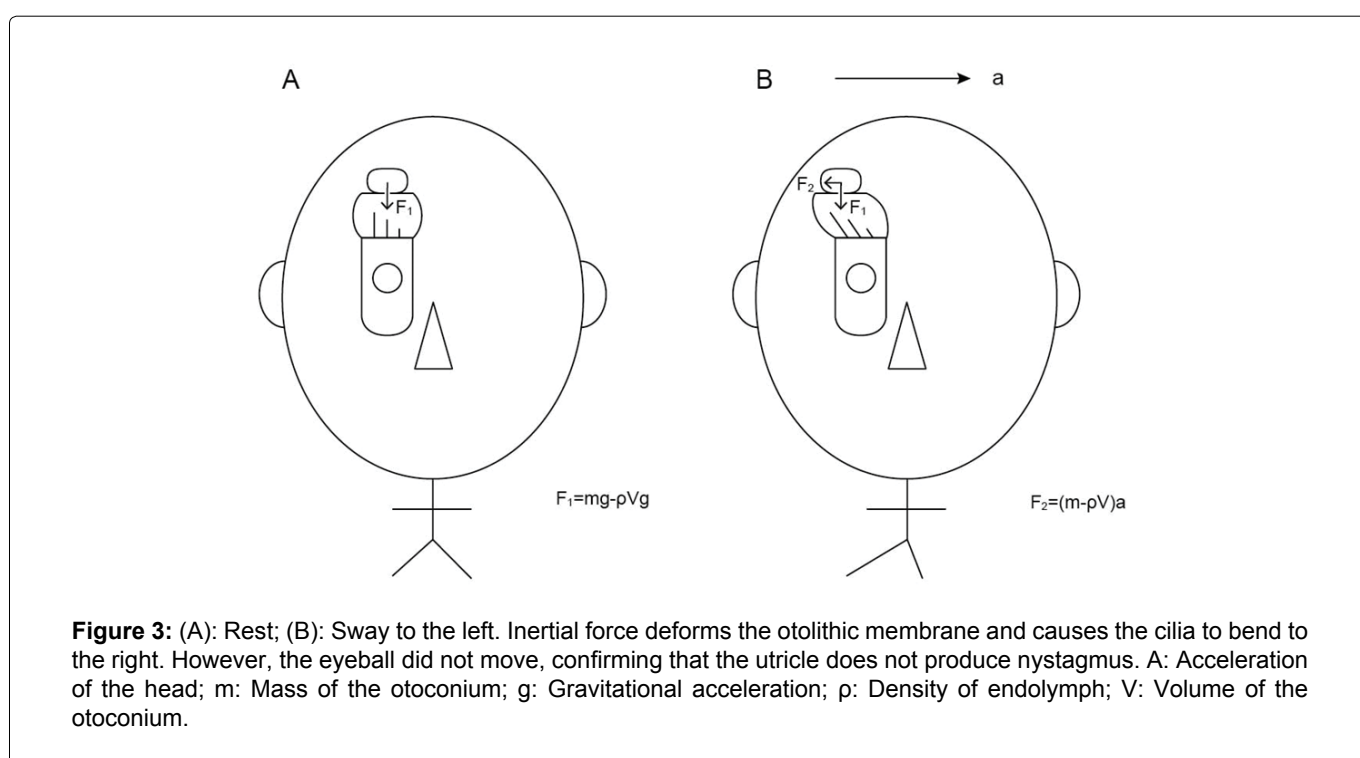 A
B
a
F₁
F₂
F₁
F₁=mg-ρVg
F₂=(m-ρV)a
Figure 3: (A): Rest; (B): Sway to the left. Inertial force deforms the otolithic membrane and causes the cilia to bend to
the right. However, the eyeball did not move, confirming that the utricle does not produce nystagmus. A: Acceleration
of the head; m: Mass of the otoconium; g: Gravitational acceleration; ρ: Density of endolymph; V: Volume of the
otoconium.